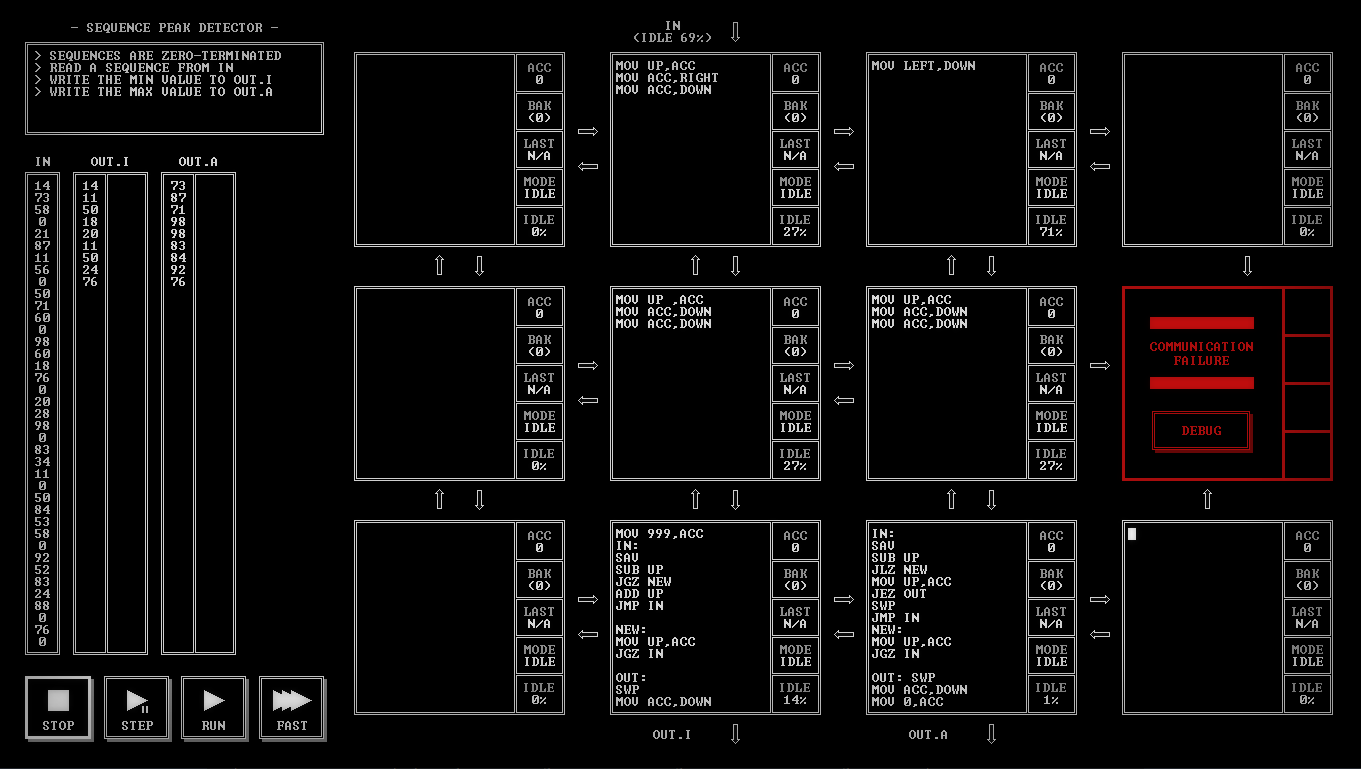 - SEQUENCE PEAK DETECTOR -
> SEQUENCES ARE ZERO-TERMINATED
> READ A SEQUENCE FROM IN
> WRITE THE MIN VALUE TO OUT.I
> WRITE THE MAX VALUE TO OUT.A
IN OUT.I OUT.A
14 14 73
73 11 87
58 50 71
0 18 98
21 20 98
87 11 83
11 50 84
56 24 92
0 76 76
50
71
60
0
98
60
18
76
0
20
28
98
0
83
34
11
0
50
84
53
58
0
92
52
83
24
88
0
76
0
STOP
STEP
RUN
FAST
IN
(IDLE 69%)
ACC
0
BAK
(0)
LAST
N/A
MODE
IDLE
IDLE
0%
MOV UP,ACC
MOV ACC,RIGHT
MOV ACC,DOWN
ACC
0
BAK
(0)
LAST
N/A
MODE
IDLE
IDLE
27%
MOV LEFT,DOWN
ACC
0
BAK
(0)
LAST
N/A
MODE
IDLE
IDLE
71%
ACC
0
BAK
(0)
LAST
N/A
MODE
IDLE
IDLE
0%
ACC
0
BAK
(0)
LAST
N/A
MODE
IDLE
IDLE
0%
MOV UP ,ACC
MOV ACC,DOWN
MOV ACC,DOWN
ACC
0
BAK
(0)
LAST
N/A
MODE
IDLE
IDLE
27%
MOV UP,ACC
MOV ACC,DOWN
MOV ACC,DOWN
ACC
0
BAK
(0)
LAST
N/A
MODE
IDLE
IDLE
27%
COMMUNICATION
FAILURE
DEBUG
ACC
0
BAK
(0)
LAST
N/A
MODE
IDLE
IDLE
0%
MOV 999,ACC
IN:
SAV
SUB UP
JGZ NEW
ADD UP
JMP IN
NEW:
MOV UP,ACC
JGZ IN
OUT:
SWP
MOV ACC,DOWN
ACC
0
BAK
(0)
LAST
N/A
MODE
IDLE
IDLE
14%
IN:
SAV
SUB UP
JLZ NEW
MOV UP,ACC
JEZ OUT
SWP
JMP IN
NEW:
MOV UP,ACC
JGZ IN
OUT: SWP
MOV ACC,DOWN
MOV 0,ACC
ACC
0
BAK
(0)
LAST
N/A
MODE
IDLE
IDLE
1%
ACC
0
BAK
(0)
LAST
N/A
MODE
IDLE
IDLE
0%
OUT.I
OUT.A